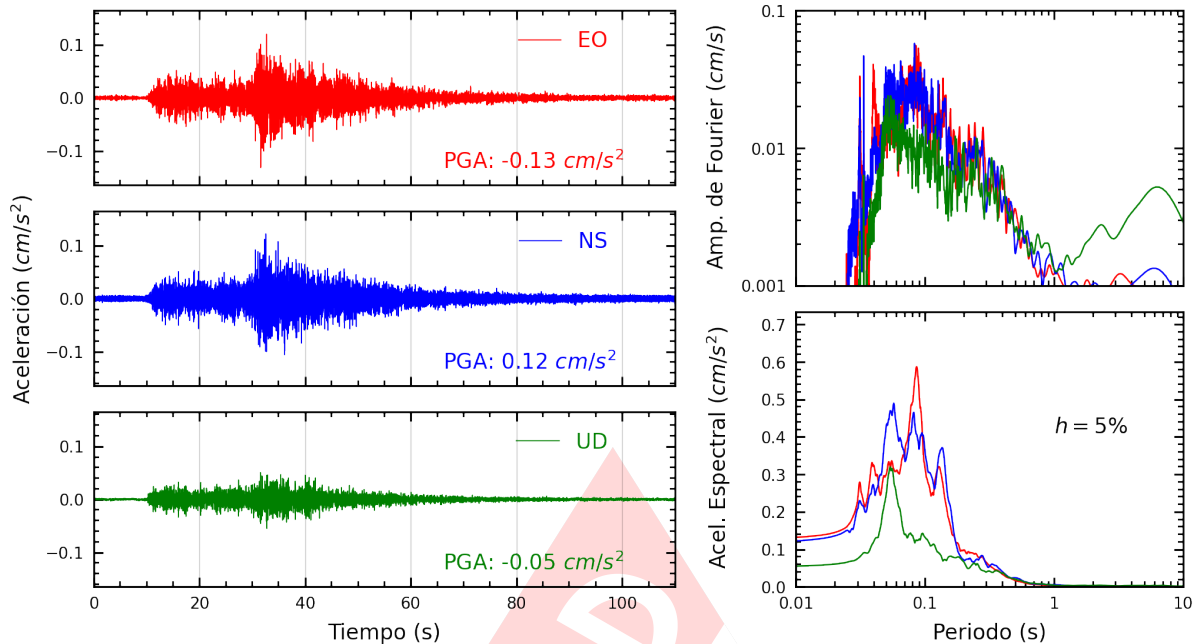 Aceleración (cm/s²)
0.1
0.0
−0.1
EO
PGA: -0.13 cm/s²
0.1
0.0
−0.1
NS
PGA: 0.12 cm/s²
0.1
0.0
−0.1
UD
PGA: -0.05 cm/s²
0 20 40 60 80 100
Tiempo (s)
Amp. de Fourier (cm/s)
0.1
0.01
0.001
Acel. Espectral (cm/s²)
0.7
0.6
0.5
0.4
0.3
0.2
0.1
0.0
h = 5%
0.01 0.1 1 10
Periodo (s)